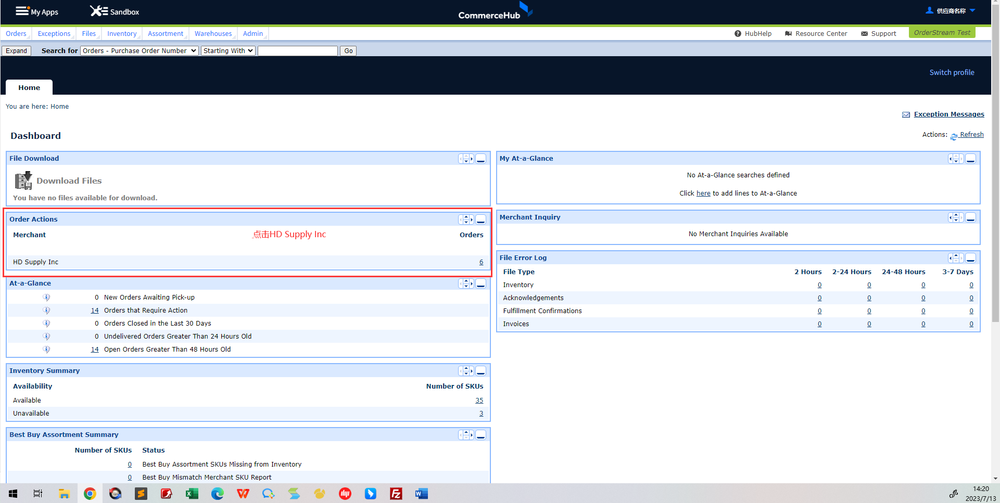 My Apps
Sandbox
CommerceHub
供应商名称
Orders
Exceptions
Files
Inventory
Assortment
Warehouses
Admin
HubHelp
Resource Center
Support
OrderStream Test
Expand
Search for
Orders - Purchase Order Number
Starting With
Go
Switch profile
Home
You are here: Home
Exception Messages
Dashboard
Actions: Refresh
File Download
Download Files
You have no files available for download.
Order Actions
Merchant
点击HD Supply Inc
Orders
HD Supply Inc 6
At-a-Glance
0 New Orders Awaiting Pick-up
14 Orders that Require Action
0 Orders Closed in the Last 30 Days
0 Undelivered Orders Greater Than 24 Hours Old
14 Open Orders Greater Than 48 Hours Old
Inventory Summary
Availability Number of SKUs
Available 35
Unavailable 3
Best Buy Assortment Summary
Number of SKUs Status
0 Best Buy Assortment SKUs Missing from Inventory
0 Best Buy Mismatch Merchant SKU Report
My At-a-Glance
No At-a-Glance searches defined
Click here to add lines to At-a-Glance
Merchant Inquiry
No Merchant Inquiries Available
File Error Log
File Type 2 Hours 2-24 Hours 24-48 Hours 3-7 Days
Inventory 0 0 0 0
Acknowledgements 0 0 0 0
Fulfillment Confirmations 0 0 0 0
Invoices 0 0 0 0
14:20
2023/7/13